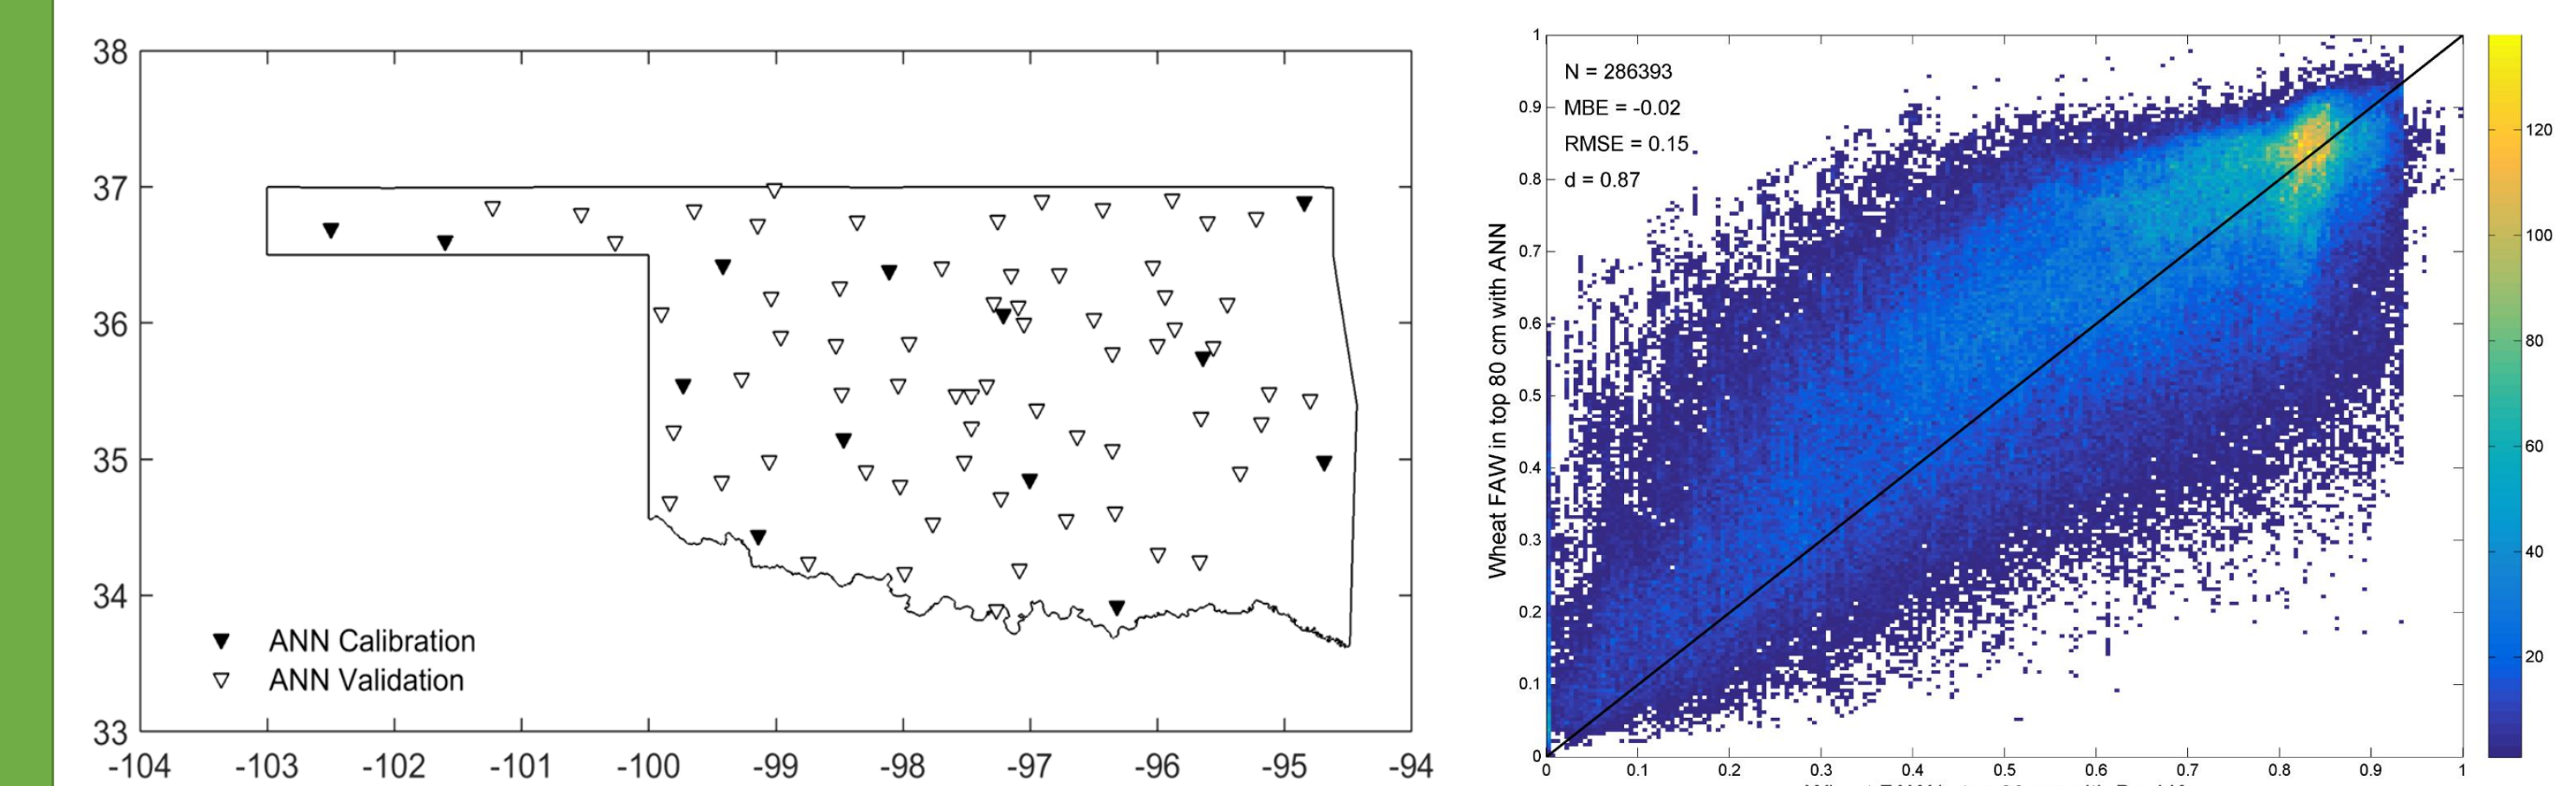 38
37
36
35
34
33
-104 -103 -102 -101 -100 -99 -98 -97 -96 -95 -94
ANN Calibration
ANN Validation
N = 286393
MBE = -0.02
RMSE = 0.15
d = 0.87
Wheat FAW in top 80 cm with ANN
1
0.9
0.8
0.7
0.6
0.5
0.4
0.3
0.2
0.1
0
0 0.1 0.2 0.3 0.4 0.5 0.6 0.7 0.8 0.9 1
120
100
80
60
40
20